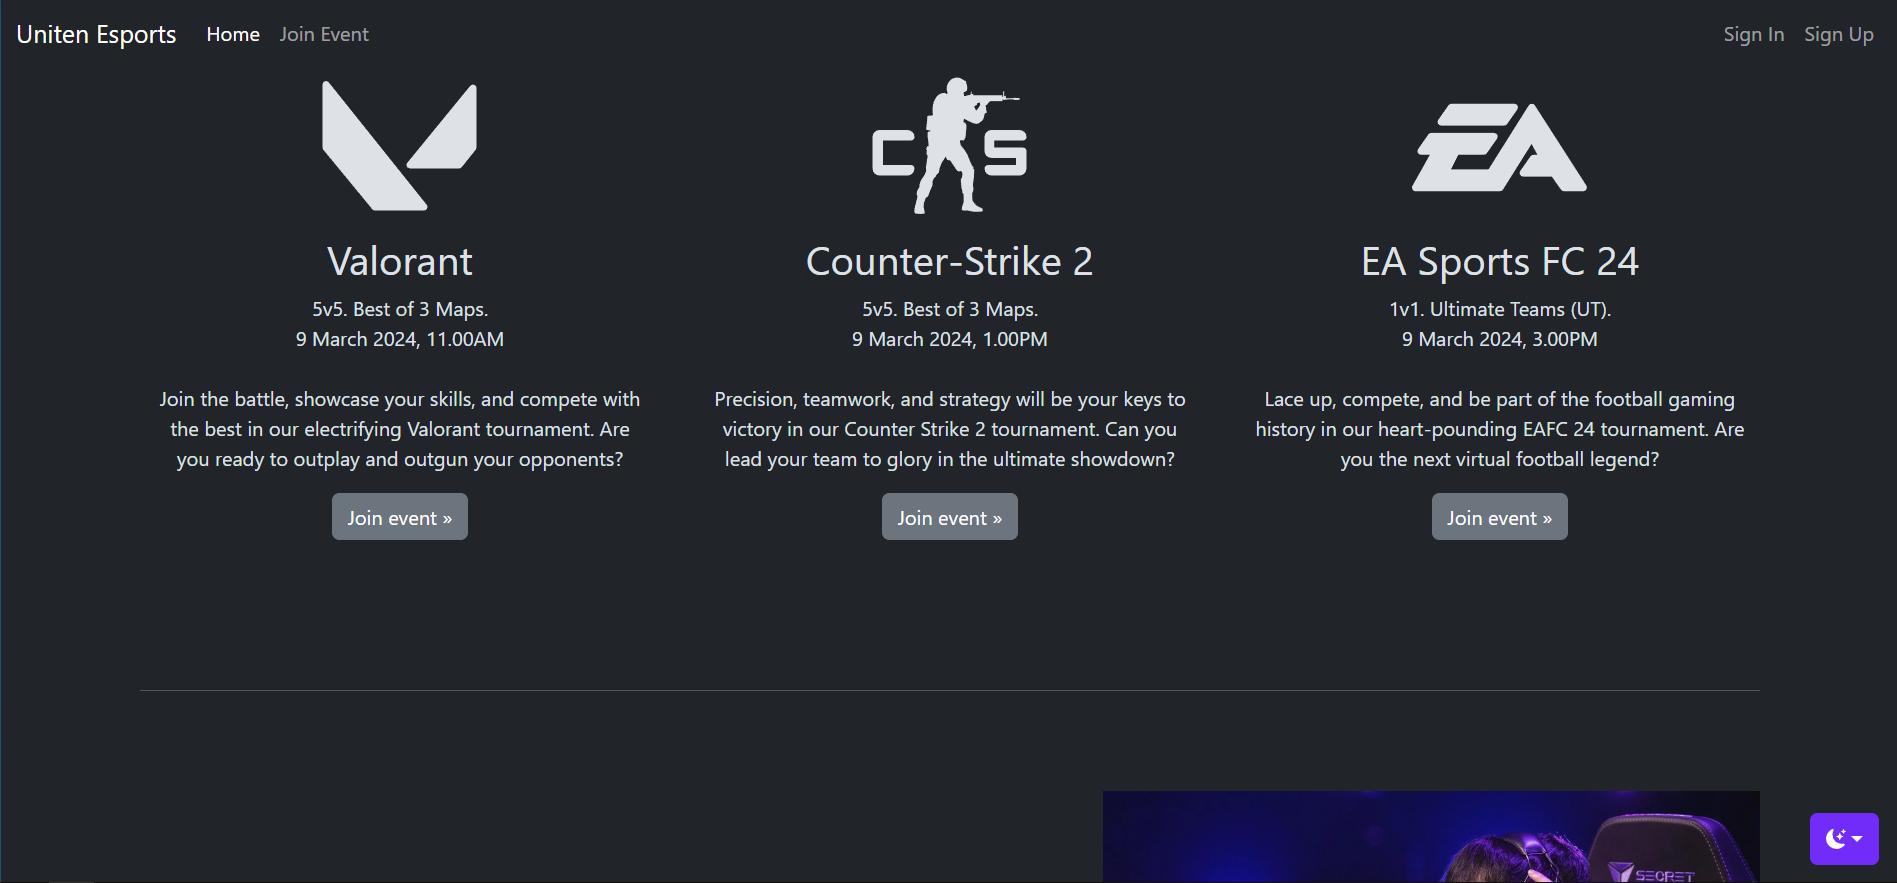 Uniten Esports Home Join Event Sign In Sign Up
CS
EA
Valorant
5v5. Best of 3 Maps.
9 March 2024, 11.00AM
Join the battle, showcase your skills, and compete with
the best in our electrifying Valorant tournament. Are
you ready to outplay and outgun your opponents?
Join event »
Counter-Strike 2
5v5. Best of 3 Maps.
9 March 2024, 1.00PM
Precision, teamwork, and strategy will be your keys to
victory in our Counter Strike 2 tournament. Can you
lead your team to glory in the ultimate showdown?
Join event »
EA Sports FC 24
1v1. Ultimate Teams (UT).
9 March 2024, 3.00PM
Lace up, compete, and be part of the football gaming
history in our heart-pounding EAFC 24 tournament. Are
you the next virtual football legend?
Join event »
SECRET